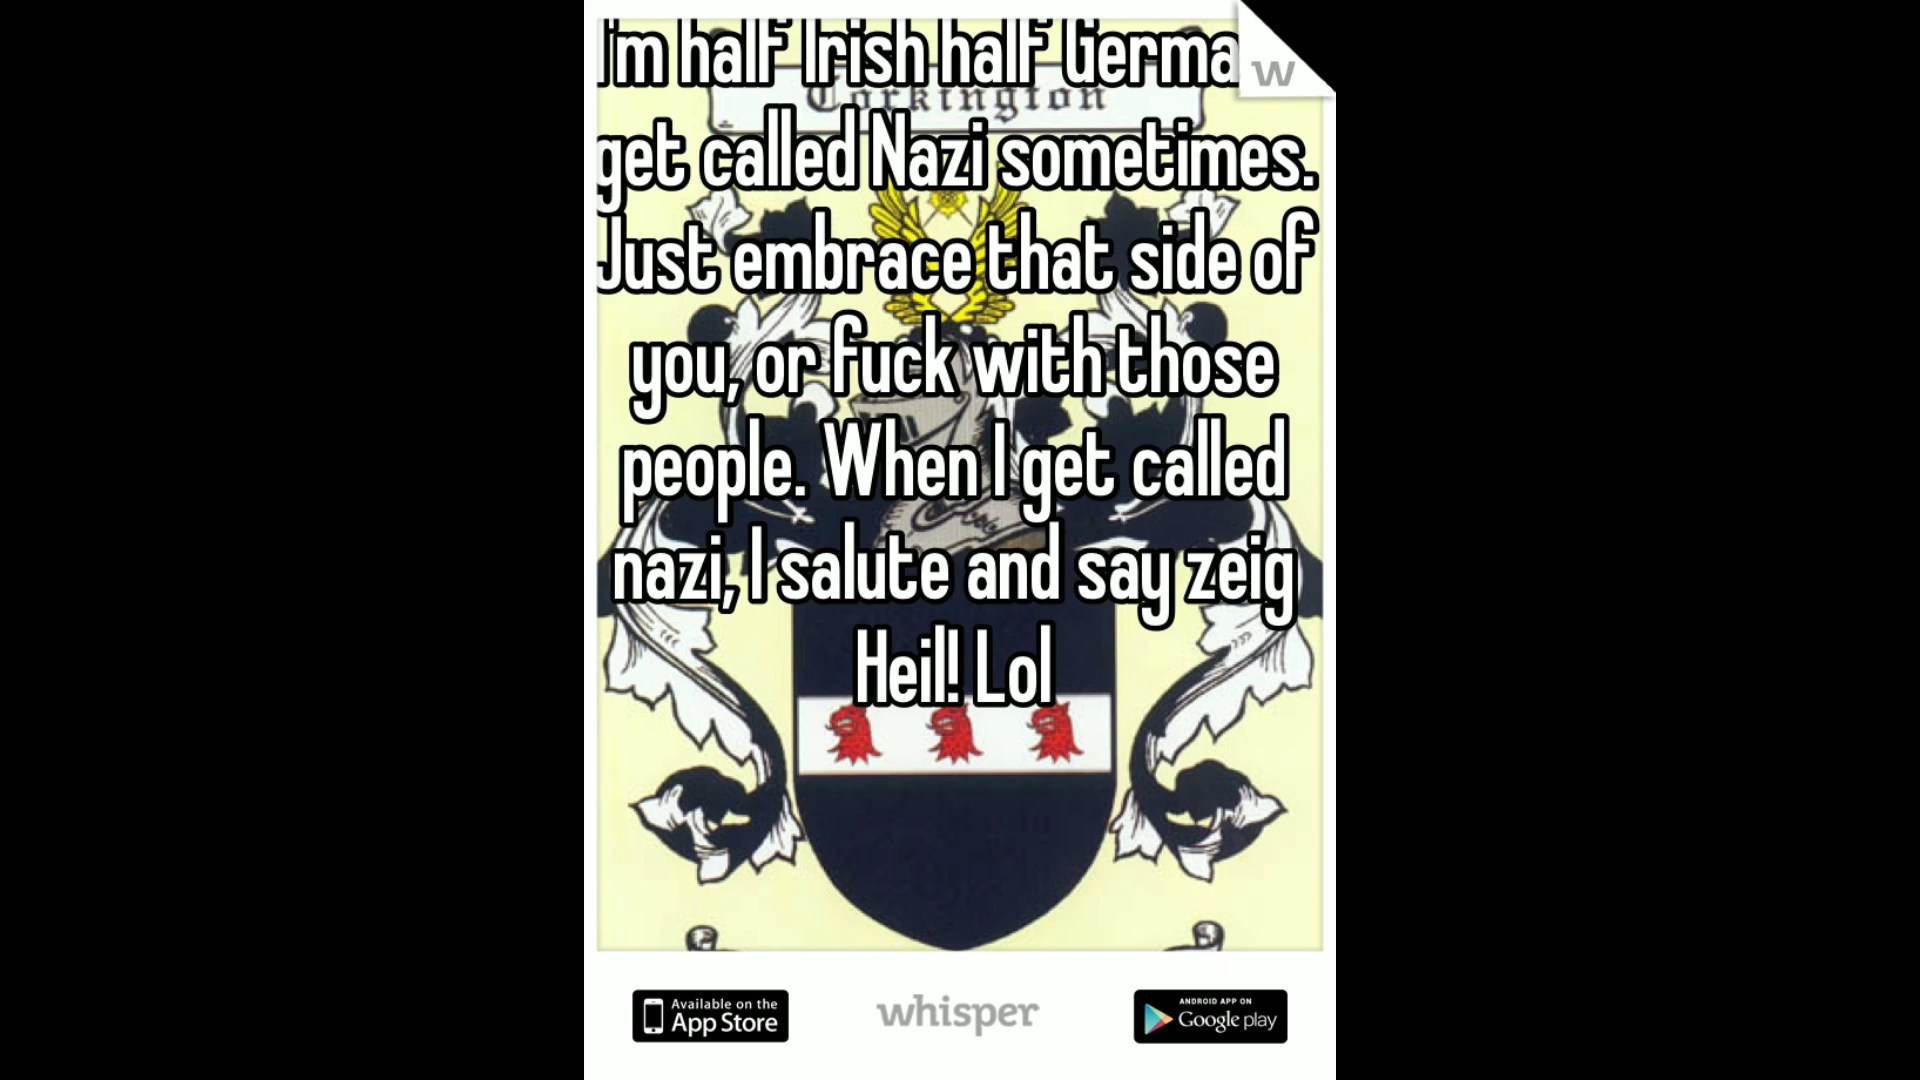 I'm half Irish half Germa
w
Torkington
get called Nazi sometimes.
Just embrace that side of
you, or fuck with those
people. When I get called
nazi, I salute and say zeig
Heil! Lol
Available on the
App Store
whisper
ANDROID APP ON
Google play